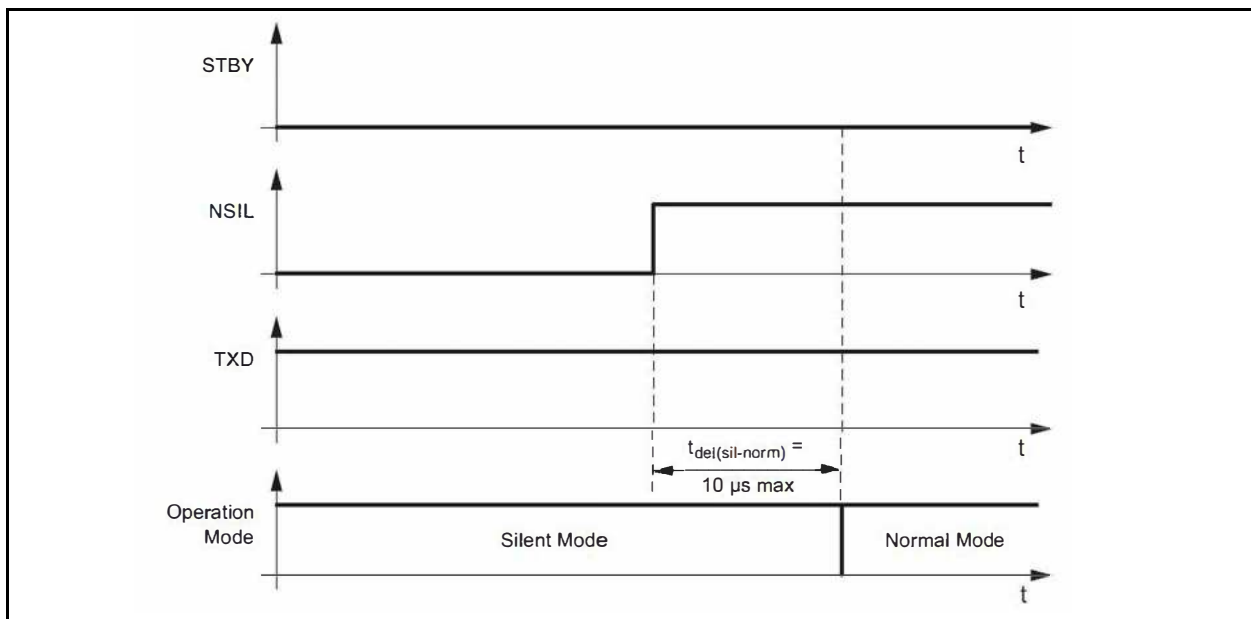 STBY
t
NSIL
t
TXD
t
t_del(sil-norm) =
10 µs max
Operation
Mode
Silent Mode
Normal Mode
t